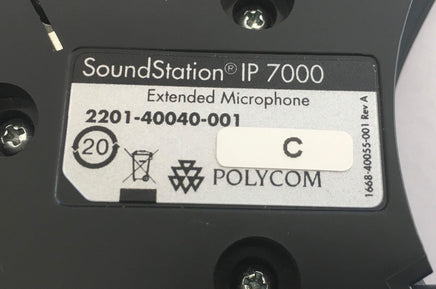 SoundStation® IP 7000
Extended Microphone
2201-40040-001
C
20
POLYCOM
1668-40055-001 Rev A